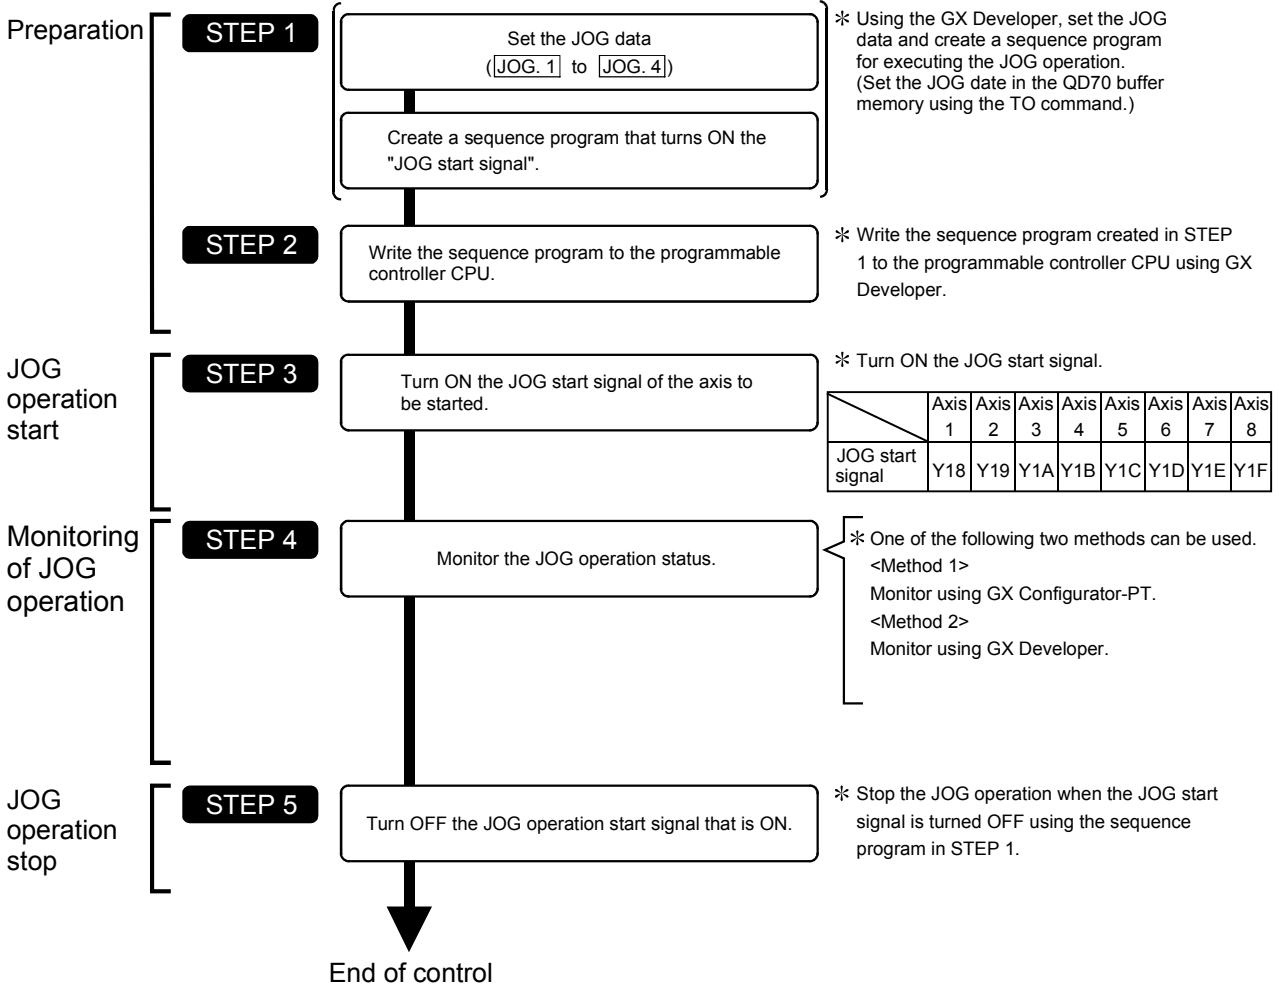 Preparation
STEP 1
Set the JOG data
(JOG. 1 to JOG. 4)
Create a sequence program that turns ON the
"JOG start signal".
＊ Using the GX Developer, set the JOG
data and create a sequence program
for executing the JOG operation.
(Set the JOG date in the QD70 buffer
memory using the TO command.)
STEP 2
Write the sequence program to the programmable
controller CPU.
＊ Write the sequence program created in STEP
1 to the programmable controller CPU using GX
Developer.
JOG
operation
start
STEP 3
Turn ON the JOG start signal of the axis to
be started.
＊ Turn ON the JOG start signal.
Axis Axis Axis Axis Axis Axis Axis Axis
1 2 3 4 5 6 7 8
JOG start
signal
Y18 Y19 Y1A Y1B Y1C Y1D Y1E Y1F
Monitoring
of JOG
operation
STEP 4
Monitor the JOG operation status.
＊ One of the following two methods can be used.
<Method 1>
Monitor using GX Configurator-PT.
<Method 2>
Monitor using GX Developer.
JOG
operation
stop
STEP 5
Turn OFF the JOG operation start signal that is ON.
＊ Stop the JOG operation when the JOG start
signal is turned OFF using the sequence
program in STEP 1.
End of control